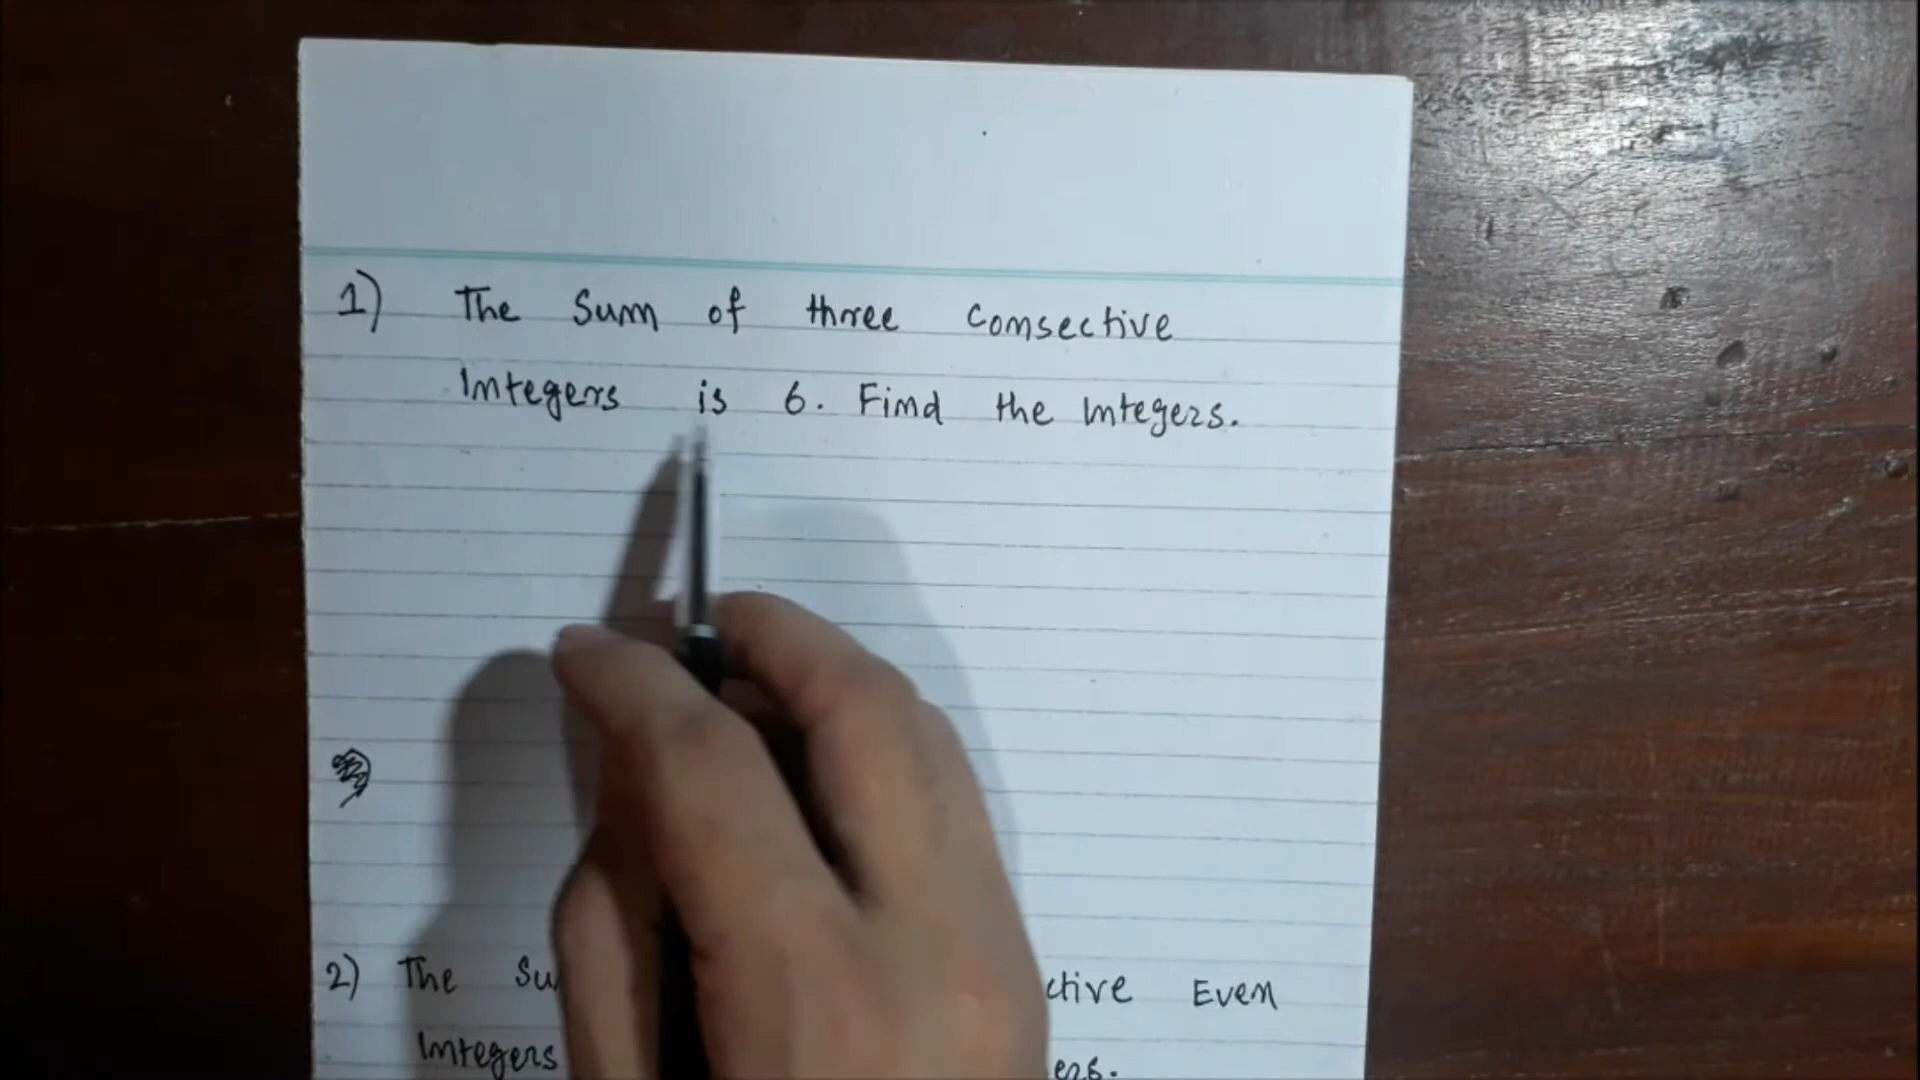 1) The Sum of three Consective
Integers is 6. Find the Integers.
2) The ctive Even
Integers